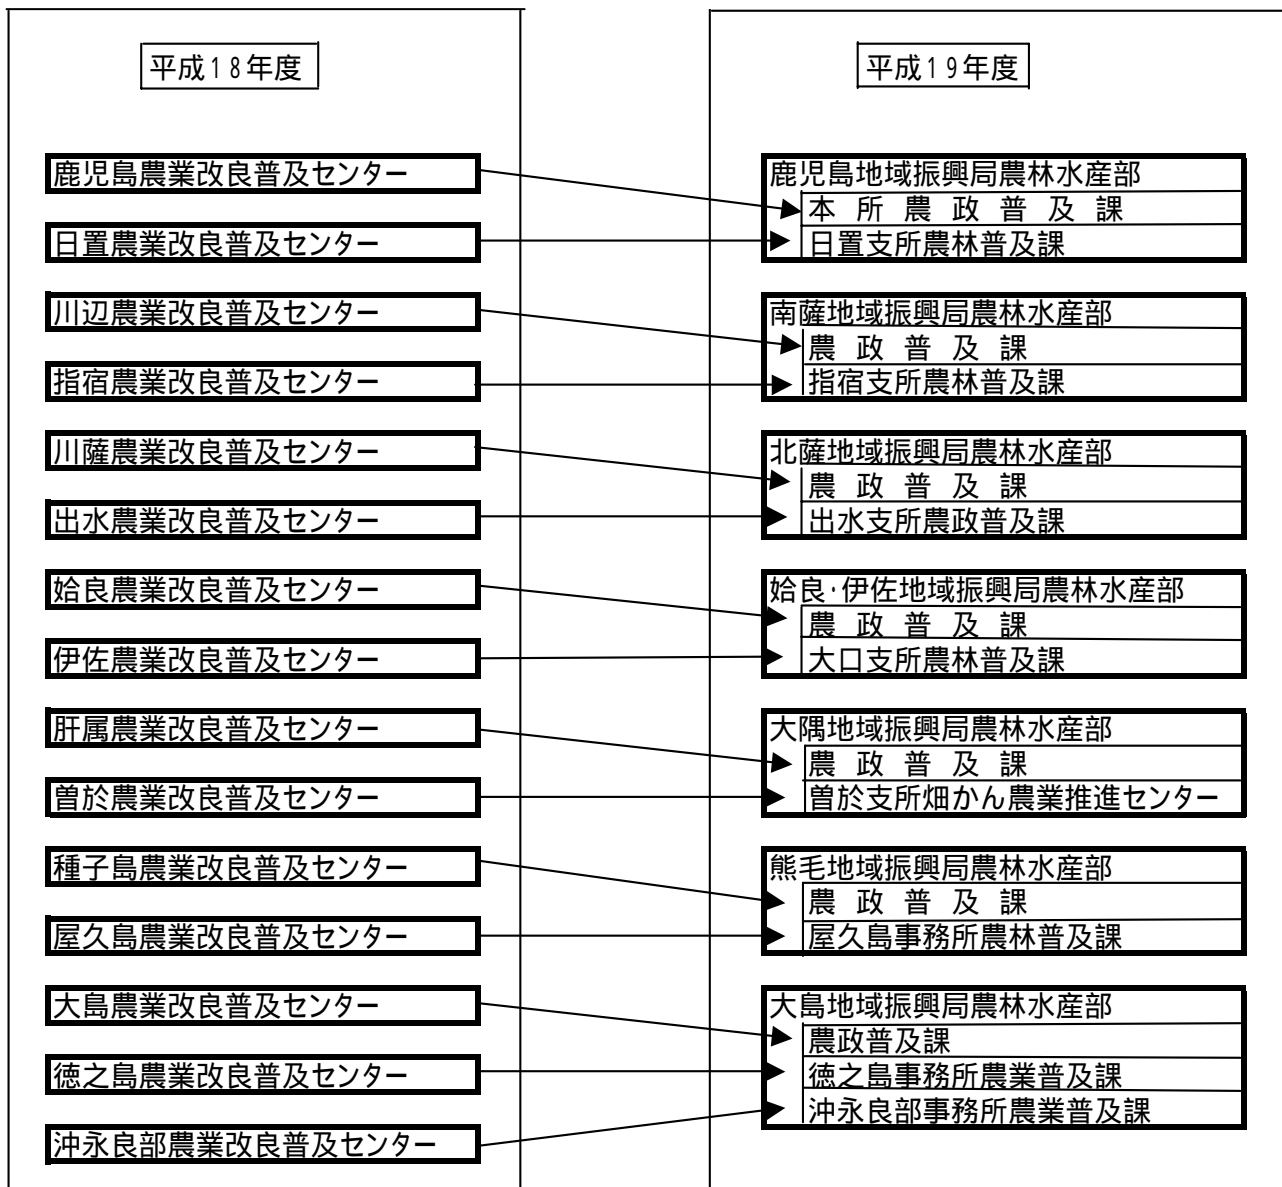 平成18年度
鹿児島農業改良普及センター
日置農業改良普及センター
川辺農業改良普及センター
指宿農業改良普及センター
川薩農業改良普及センター
出水農業改良普及センター
姶良農業改良普及センター
伊佐農業改良普及センター
肝属農業改良普及センター
曽於農業改良普及センター
種子島農業改良普及センター
屋久島農業改良普及センター
大島農業改良普及センター
徳之島農業改良普及センター
沖永良部農業改良普及センター
平成19年度
鹿児島地域振興局農林水産部
本所農政普及課
日置支所農林普及課
南薩地域振興局農林水産部
農政普及課
指宿支所農林普及課
北薩地域振興局農林水産部
農政普及課
出水支所農政普及課
姶良・伊佐地域振興局農林水産部
農政普及課
大口支所農林普及課
大隅地域振興局農林水産部
農政普及課
曽於支所畑かん農業推進センター
熊毛地域振興局農林水産部
農政普及課
屋久島事務所農林普及課
大島地域振興局農林水産部
農政普及課
徳之島事務所農業普及課
沖永良部事務所農業普及課